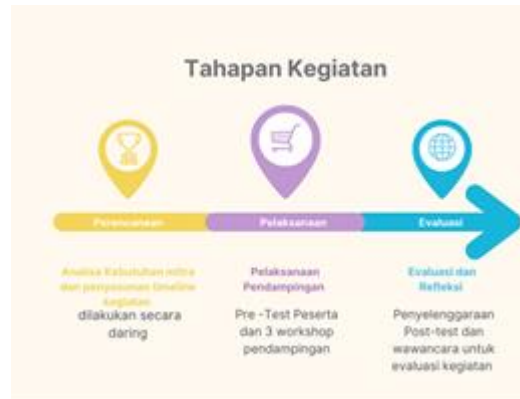 Tahapan Kegiatan
Perencanaan
Pelaksanaan
Evaluasi
Analisa Kebutuhan mitra
dan penyusunan timeline
kegiatan
dilakukan secara
daring
Pelaksanaan
Pendampingan
Pre -Test Peserta
dan 3 workshop
pendampingan
Evaluasi dan
Refleksi
Penyelenggaraan
Post-test dan
wawancara untuk
evaluasi kegiatan